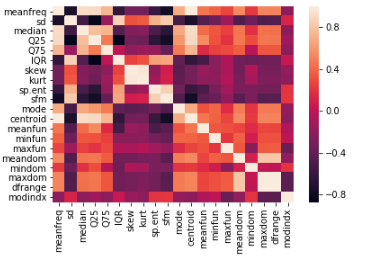 meanfreq
sd
median
Q25
Q75
IQR
skew
kurt
sp.ent
sfm
mode
centroid
meanfun
minfun
maxfun
meandom
mindom
maxdom
dfrange
modindx
meanfreq
sd
median
Q25
Q75
IQR
skew
kurt
sp.ent
sfm
mode
centroid
meanfun
minfun
maxfun
meandom
mindom
maxdom
dfrange
modindx
0.8
0.4
0.0
−0.4
−0.8